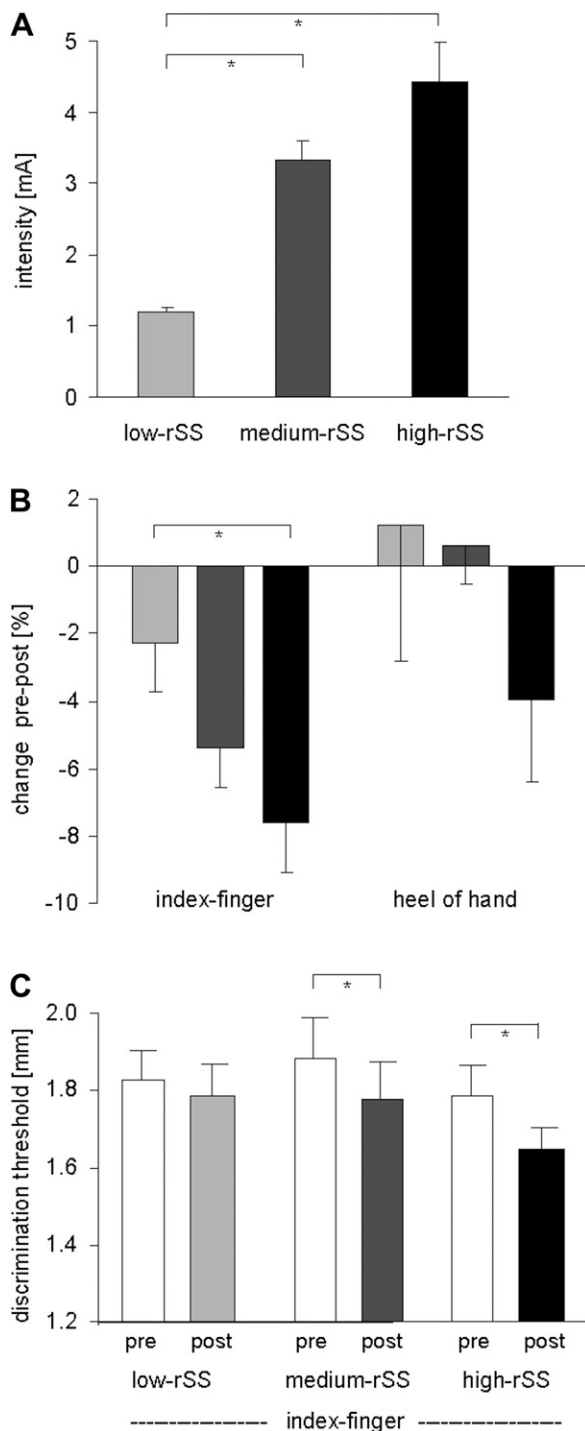 A
*
*
5
4
3
2
1
0
intensity [mA]
low-rSS medium-rSS high-rSS
B
2
0
-2
-4
-6
-8
-10
change pre-post [%]
*
index-finger heel of hand
C
*
*
2.0
1.8
1.6
1.4
1.2
discrimination threshold [mm]
pre post pre post pre post
low-rSS medium-rSS high-rSS
index-finger